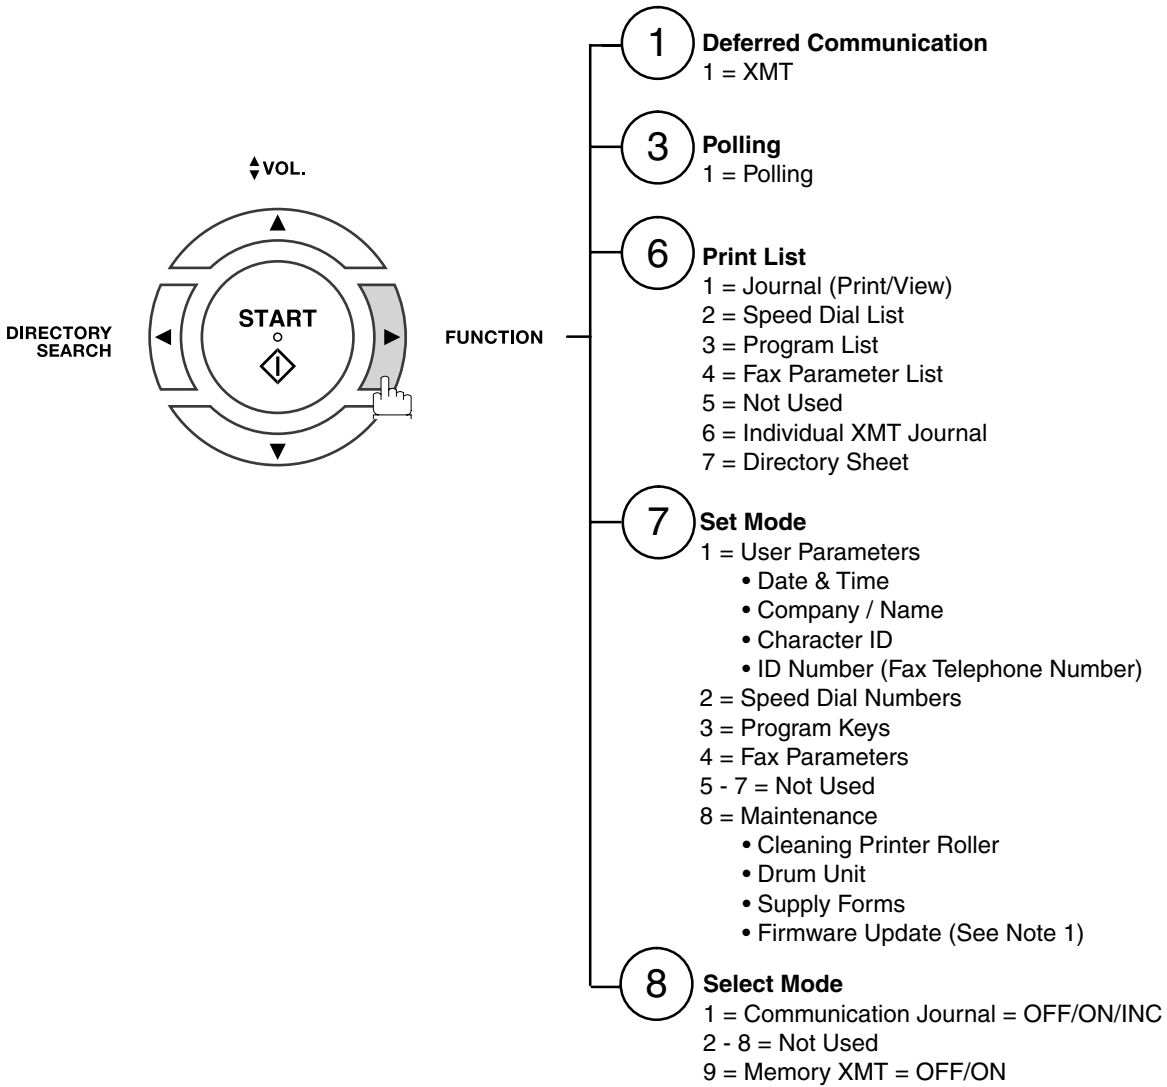 VOL.
START
DIRECTORY
SEARCH
FUNCTION
1
Deferred Communication
1 = XMT
3
Polling
1 = Polling
6
Print List
1 = Journal (Print/View)
2 = Speed Dial List
3 = Program List
4 = Fax Parameter List
5 = Not Used
6 = Individual XMT Journal
7 = Directory Sheet
7
Set Mode
1 = User Parameters
• Date & Time
• Company / Name
• Character ID
• ID Number (Fax Telephone Number)
2 = Speed Dial Numbers
3 = Program Keys
4 = Fax Parameters
5 - 7 = Not Used
8 = Maintenance
• Cleaning Printer Roller
• Drum Unit
• Supply Forms
• Firmware Update (See Note 1)
8
Select Mode
1 = Communication Journal = OFF/ON/INC
2 - 8 = Not Used
9 = Memory XMT = OFF/ON